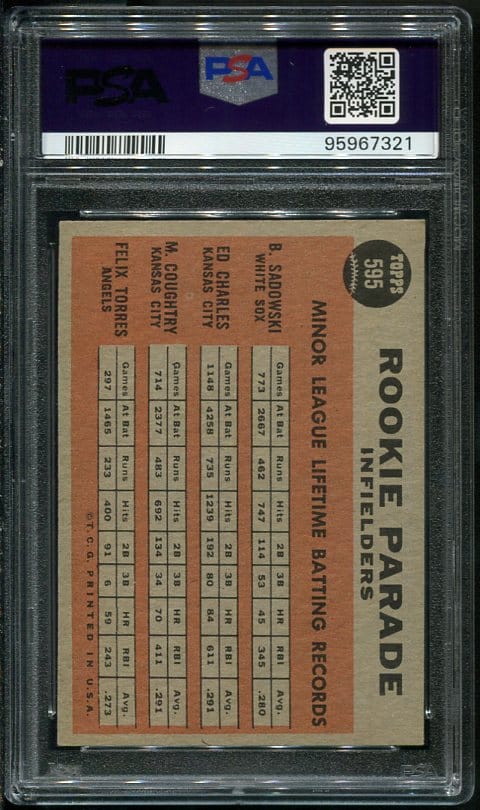 PSA
PSA
95967321
TOPPS
595
ROOKIE PARADE
INFIELDERS
MINOR LEAGUE LIFETIME BATTING RECORDS
B. SADOWSKI
WHITE SOX
Games At Bat Runs Hits 2B 3B HR RBI Avg.
773 2667 462 747 114 53 45 345 .280
ED CHARLES
KANSAS CITY
Games At Bat Runs Hits 2B 3B HR RBI Avg.
1148 4258 735 1239 192 80 84 611 .291
M. COUGHTRY
KANSAS CITY
Games At Bat Runs Hits 2B 3B HR RBI Avg.
714 2377 483 692 134 34 70 411 .291
FELIX TORRES
ANGELS
Games At Bat Runs Hits 2B 3B HR RBI Avg.
297 1465 233 400 91 6 59 243 .273
©T.C.G. PRINTED IN U.S.A.
PSA